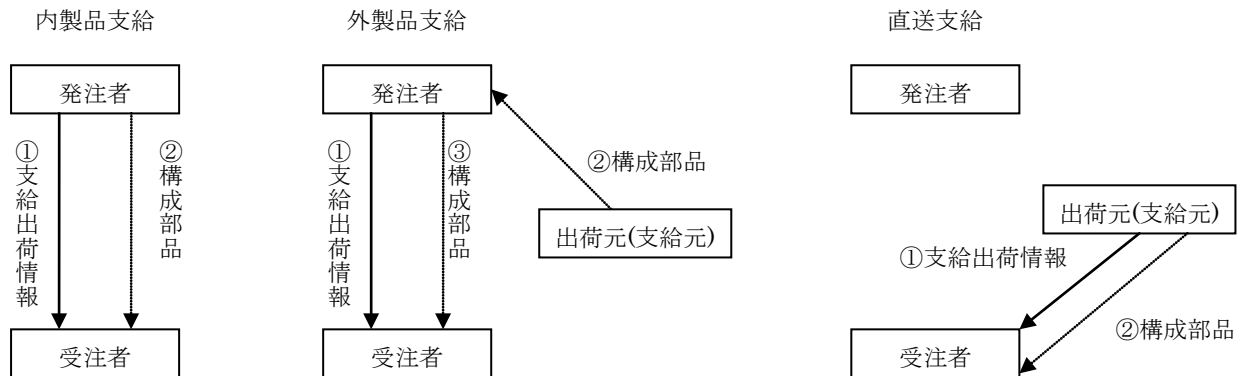 内製品支給
外製品支給
直送支給
発注者
発注者
発注者
①支給出荷情報
②構成部品
①支給出荷情報
③構成部品
②構成部品
出荷元(支給元)
出荷元(支給元)
①支給出荷情報
②構成部品
受注者
受注者
受注者